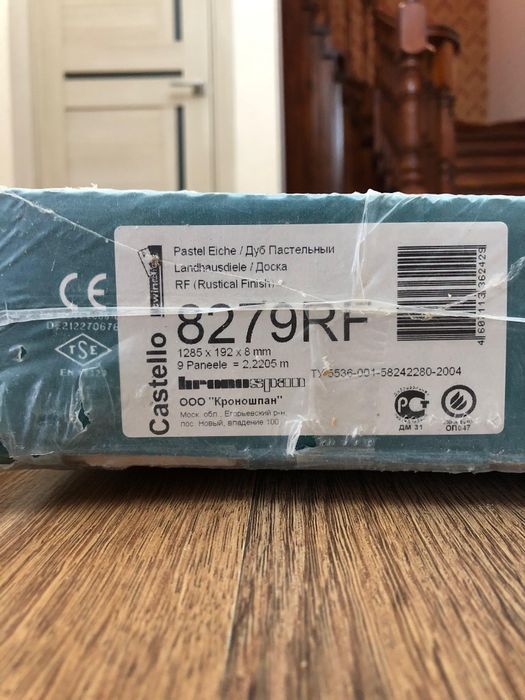 Pastel Eiche / Дуб Пастельный
Landhausdiele / Доска
RF (Rustical Finish)
8279RF
1285 x 192 x 8 mm
9 Paneele = 2,2205 m
kronospan
ООО "Кроношпан"
Моск. обл., Егорьевский р-н,
пос. Новый, владение 100
Castello
CE
TSE
ТУ 5536-001-58242280-2004
РСТ
ДМ 31
ОП047